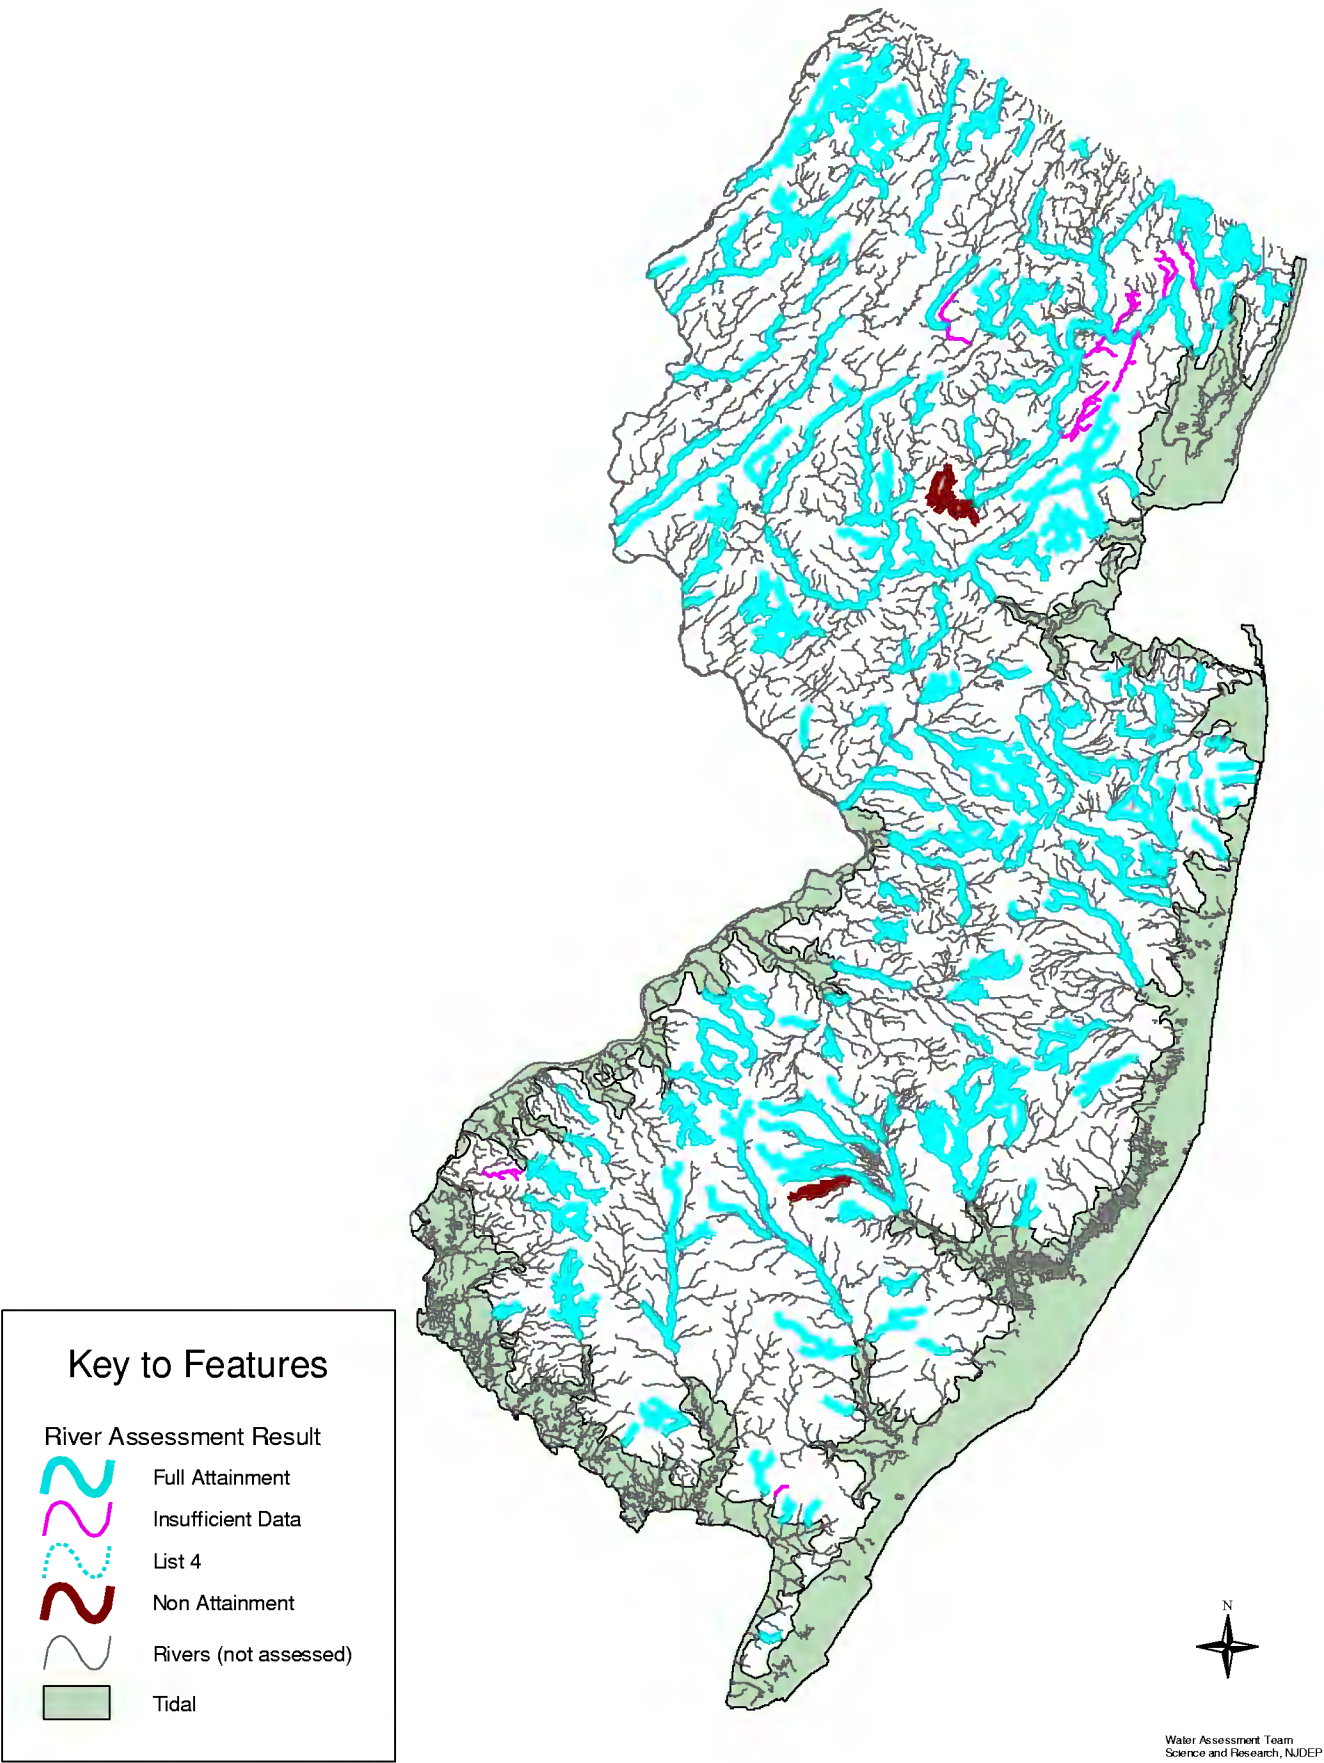 Key to Features
River Assessment Result
Full Attainment
Insufficient Data
List 4
Non Attainment
Rivers (not assessed)
Tidal
N
Water Assessment Team
Science and Research, NJDEP